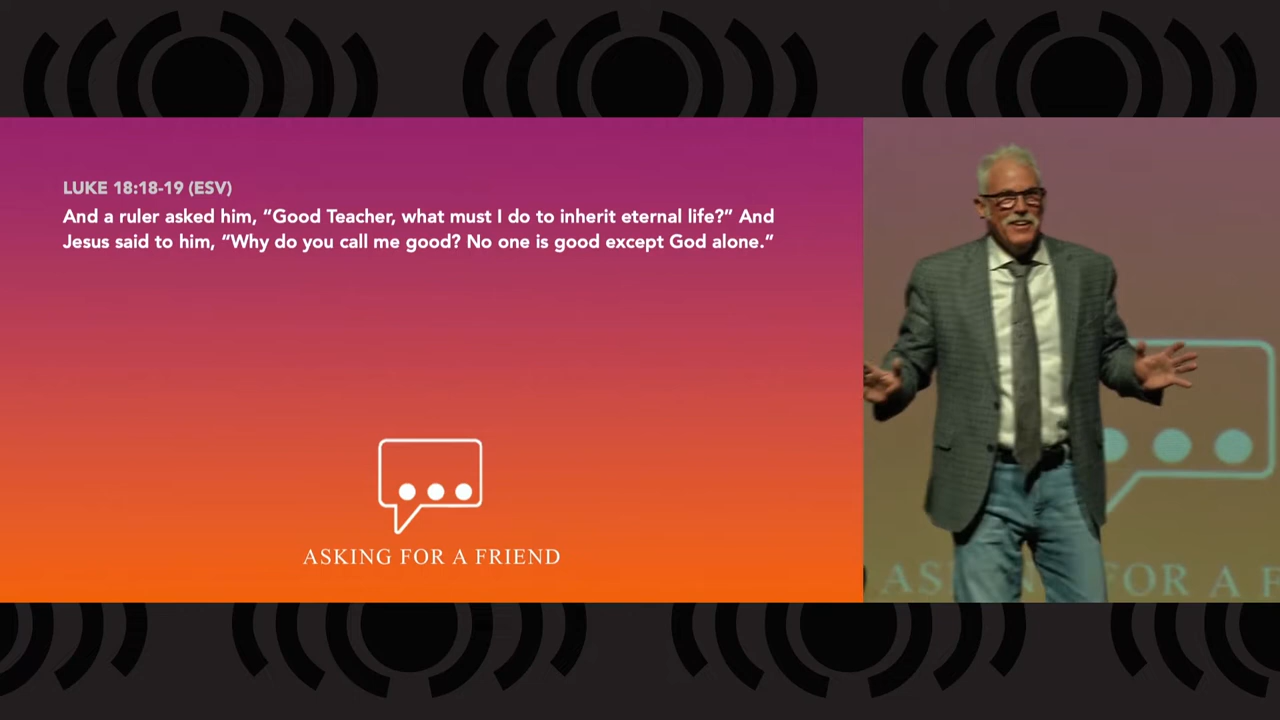 LUKE 18:18-19 (ESV)
And a ruler asked him, “Good Teacher, what must I do to inherit eternal life?” And
Jesus said to him, “Why do you call me good? No one is good except God alone.”
ASKING FOR A FRIEND
FOR A F